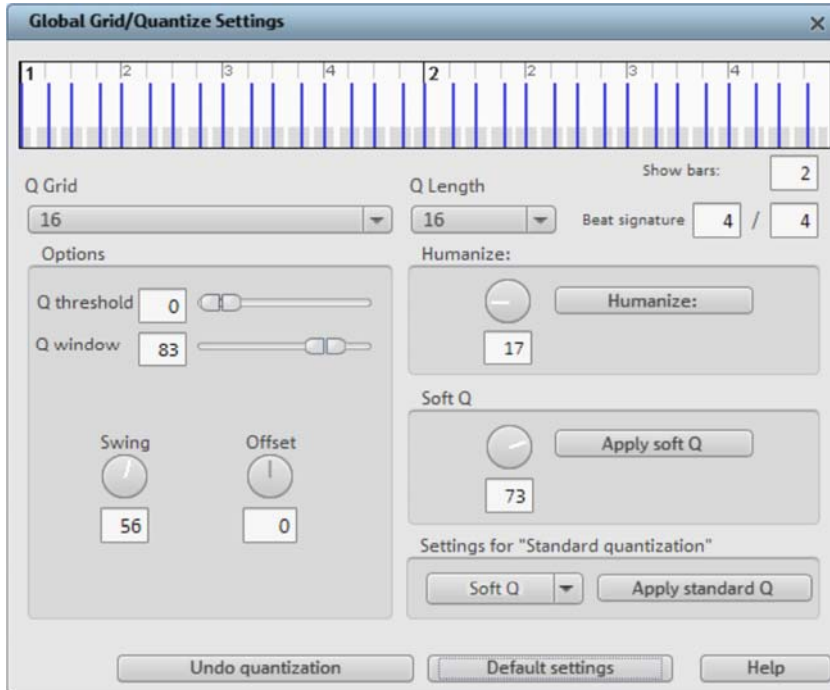 Global Grid/Quantize Settings
1 2 3 4 2 2 3 4
Show bars: 2
Q Grid Q Length
16 16 Beat signature 4 / 4
Options Humanize:
Q threshold 0 Humanize:
Q window 83 17
Soft Q
Swing Offset Apply soft Q
56 0 73
Settings for "Standard quantization"
Soft Q Apply standard Q
Undo quantization Default settings Help